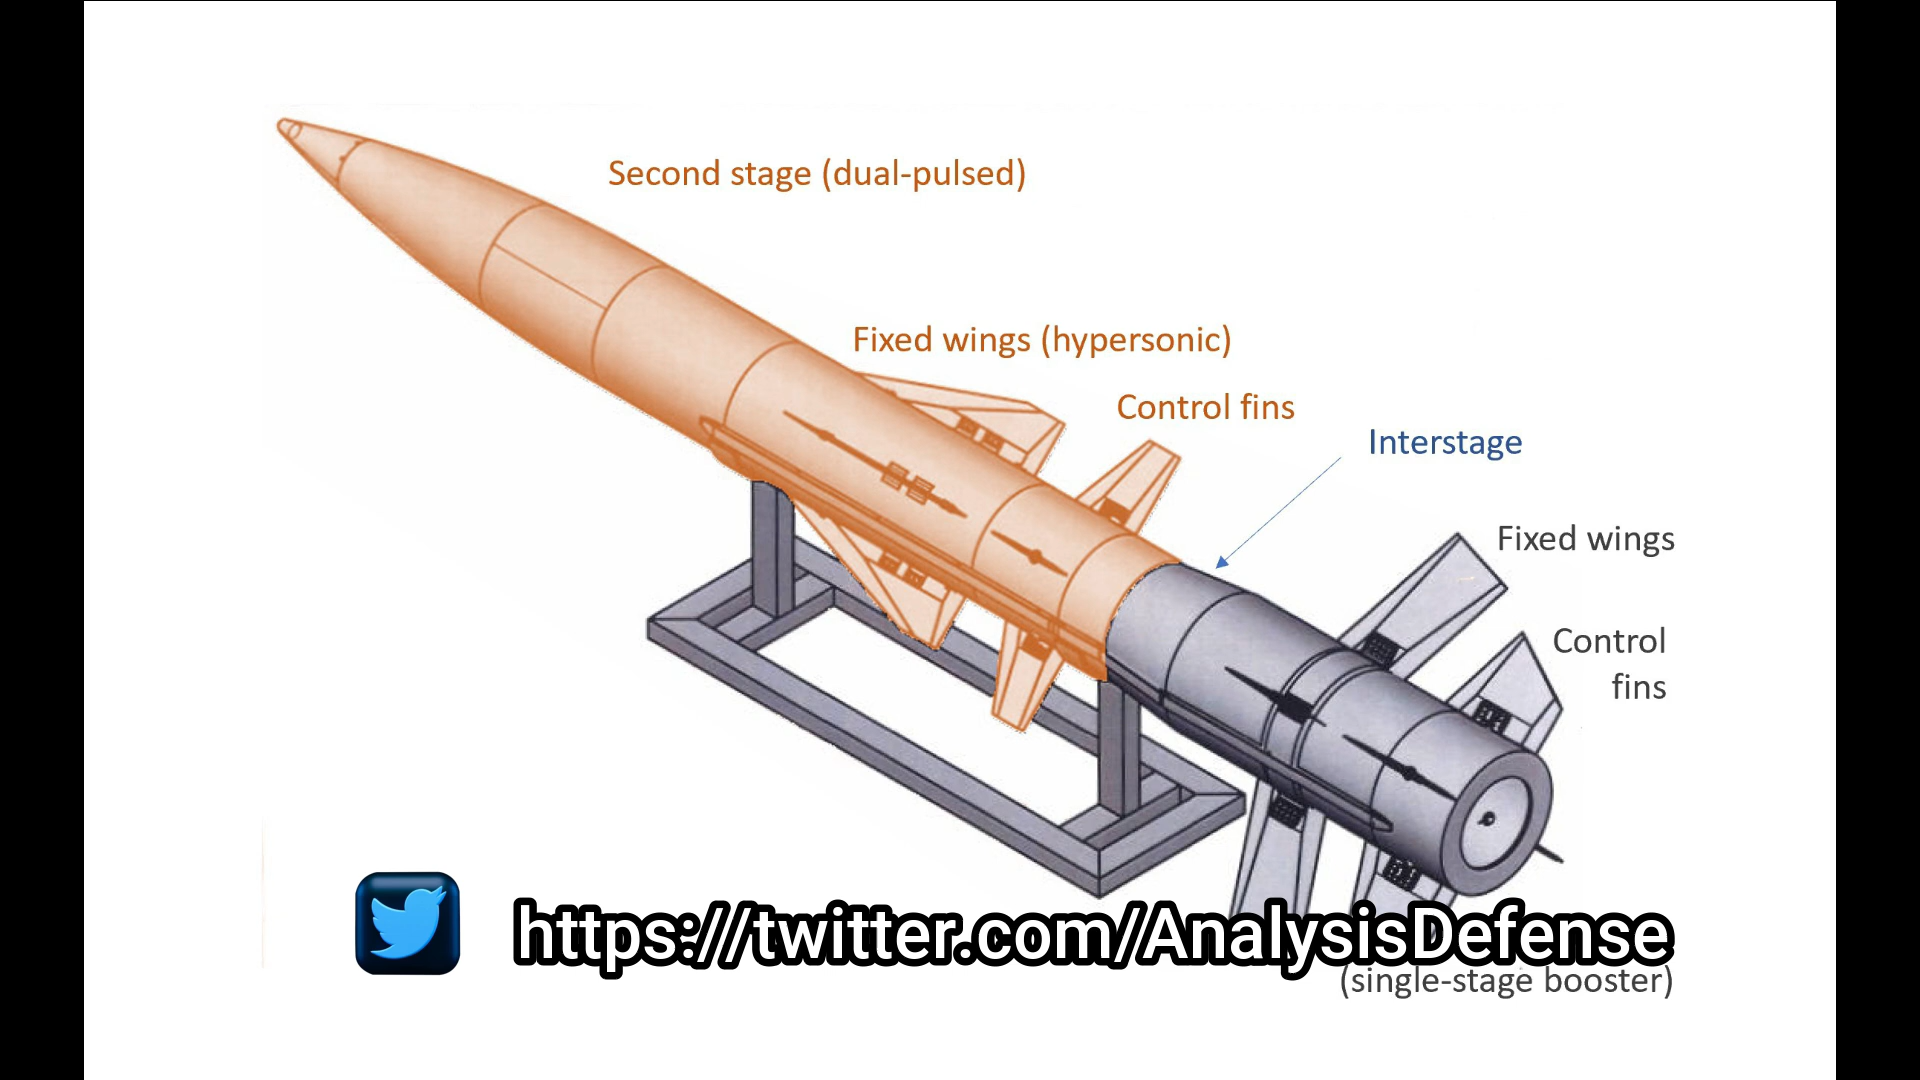 Second stage (dual-pulsed)
Fixed wings (hypersonic)
Control fins
Interstage
Fixed wings
Control
fins
https://twitter.com/AnalysisDefense
(single-stage booster)